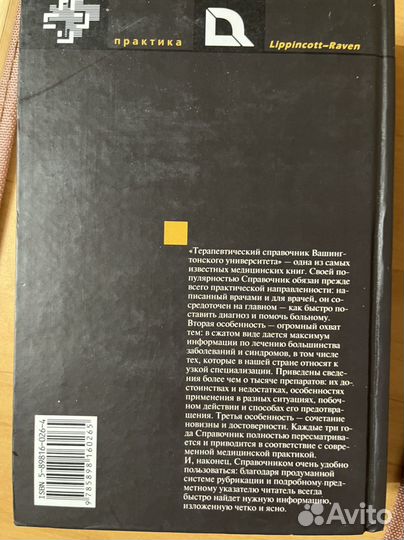 практика
Lippincott–Raven
«Терапевтический справочник Вашинг-
тонского университета» — одна из самых
известных медицинских книг. Своей по-
пулярностью Справочник обязан прежде
всего практической направленности: на-
писанный врачами и для врачей, он со-
средоточен на главном — как быстро по-
ставить диагноз и помочь больному.
Вторая особенность — огромный охват
тем: в сжатом виде дается максимум
информации по лечению большинства
заболеваний и синдромов, в том числе
тех, которые в нашей стране относят к
узкой специализации. Приведены сведе-
ния более чем о тысяче препаратов: их до-
стоинствах и недостатках, особенностях
применения в разных ситуациях, побоч-
ном действии и способах его предотвра-
щения. Третья особенность — сочетание
новизны и достоверности. Каждые три го-
да Справочник полностью пересматрива-
ется и приводится в соответствие с совре-
менной медицинской практикой.
И, наконец, Справочником очень удобно
пользоваться: благодаря продуманной
системе рубрикации и подробному пред-
метному указателю читатель всегда
быстро найдет нужную информацию,
изложенную четко и ясно.
ISBN 5-89816-026-4
9 785898 160265
Avito